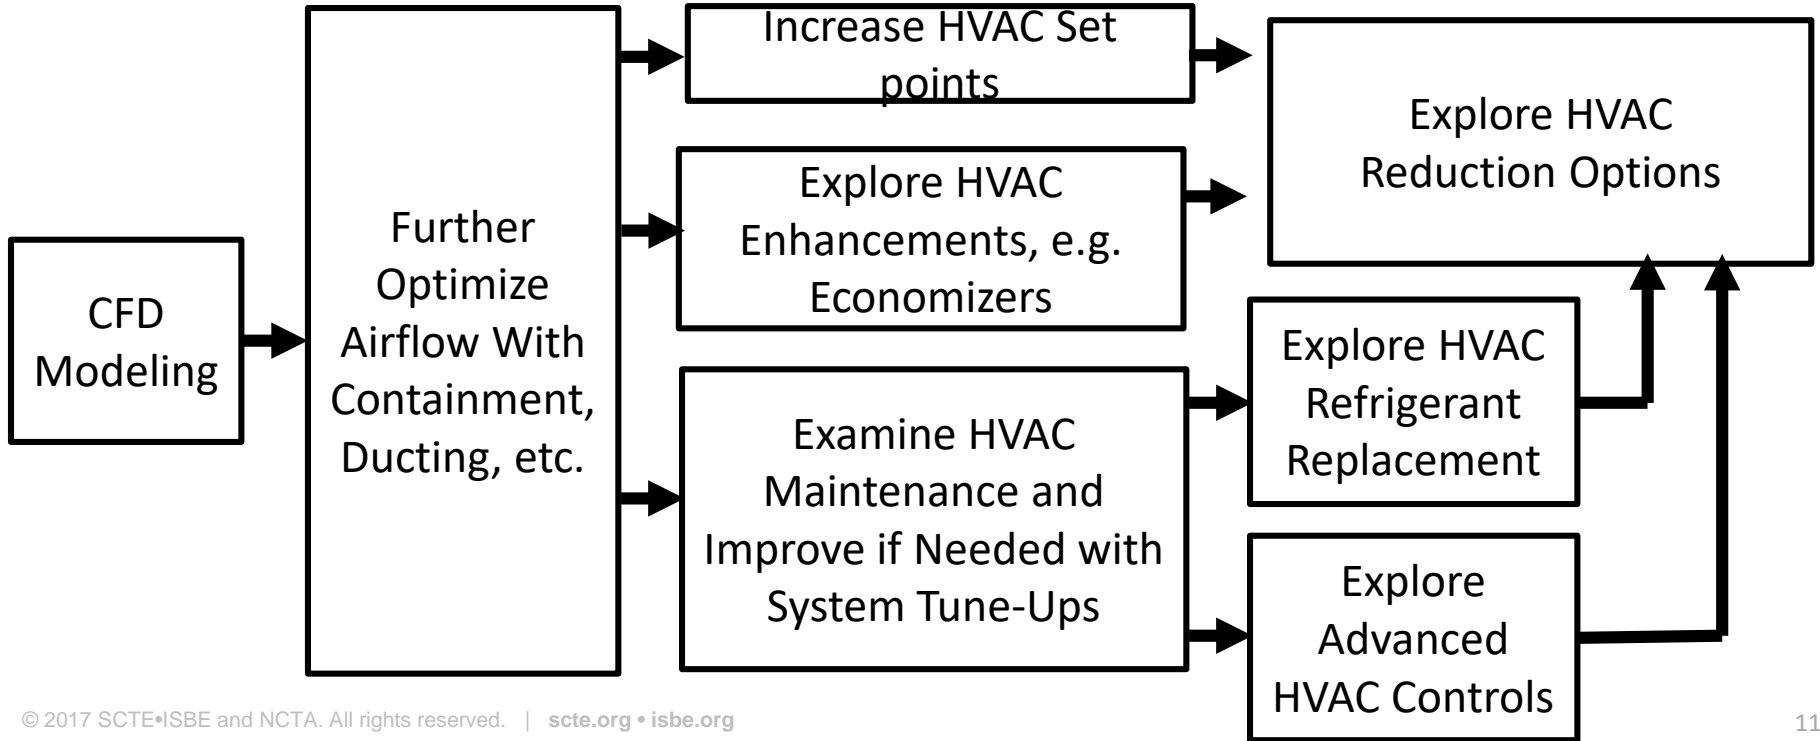 CFD
Modeling
Further
Optimize
Airflow With
Containment,
Ducting, etc.
Increase HVAC Set
points
Explore HVAC
Enhancements, e.g.
Economizers
Examine HVAC
Maintenance and
Improve if Needed with
System Tune-Ups
Explore HVAC
Reduction Options
Explore HVAC
Refrigerant
Replacement
Explore
Advanced
HVAC Controls
© 2017 SCTE•ISBE and NCTA. All rights reserved. | scte.org • isbe.org
11